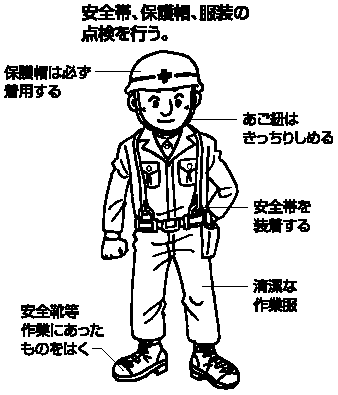 安全帯、保護帽、服装の
点検を行う。
保護帽は必ず
着用する
あご紐は
きっちりしめる
安全帯を
装着する
清潔な
作業服
安全靴等
作業にあった
ものをはく